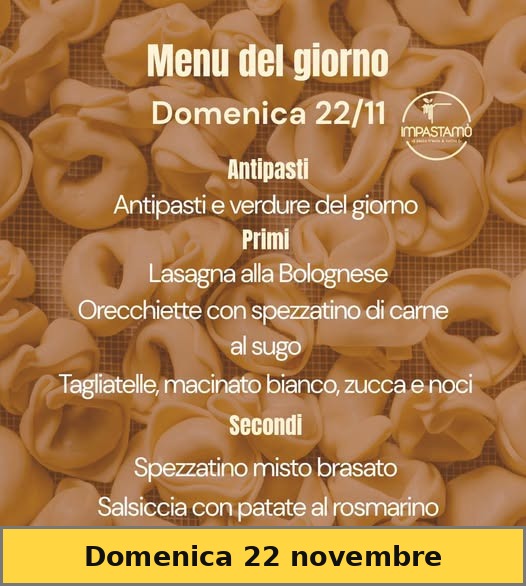 Menu del giorno
Domenica 22/11
IMPASTAMÒ
Antipasti
Antipasti e verdure del giorno
Primi
Lasagna alla Bolognese
Orecchiette con spezzatino di carne
al sugo
Tagliatelle, macinato bianco, zucca e noci
Secondi
Spezzatino misto brasato
Salsiccia con patate al rosmarino
Domenica 22 novembre